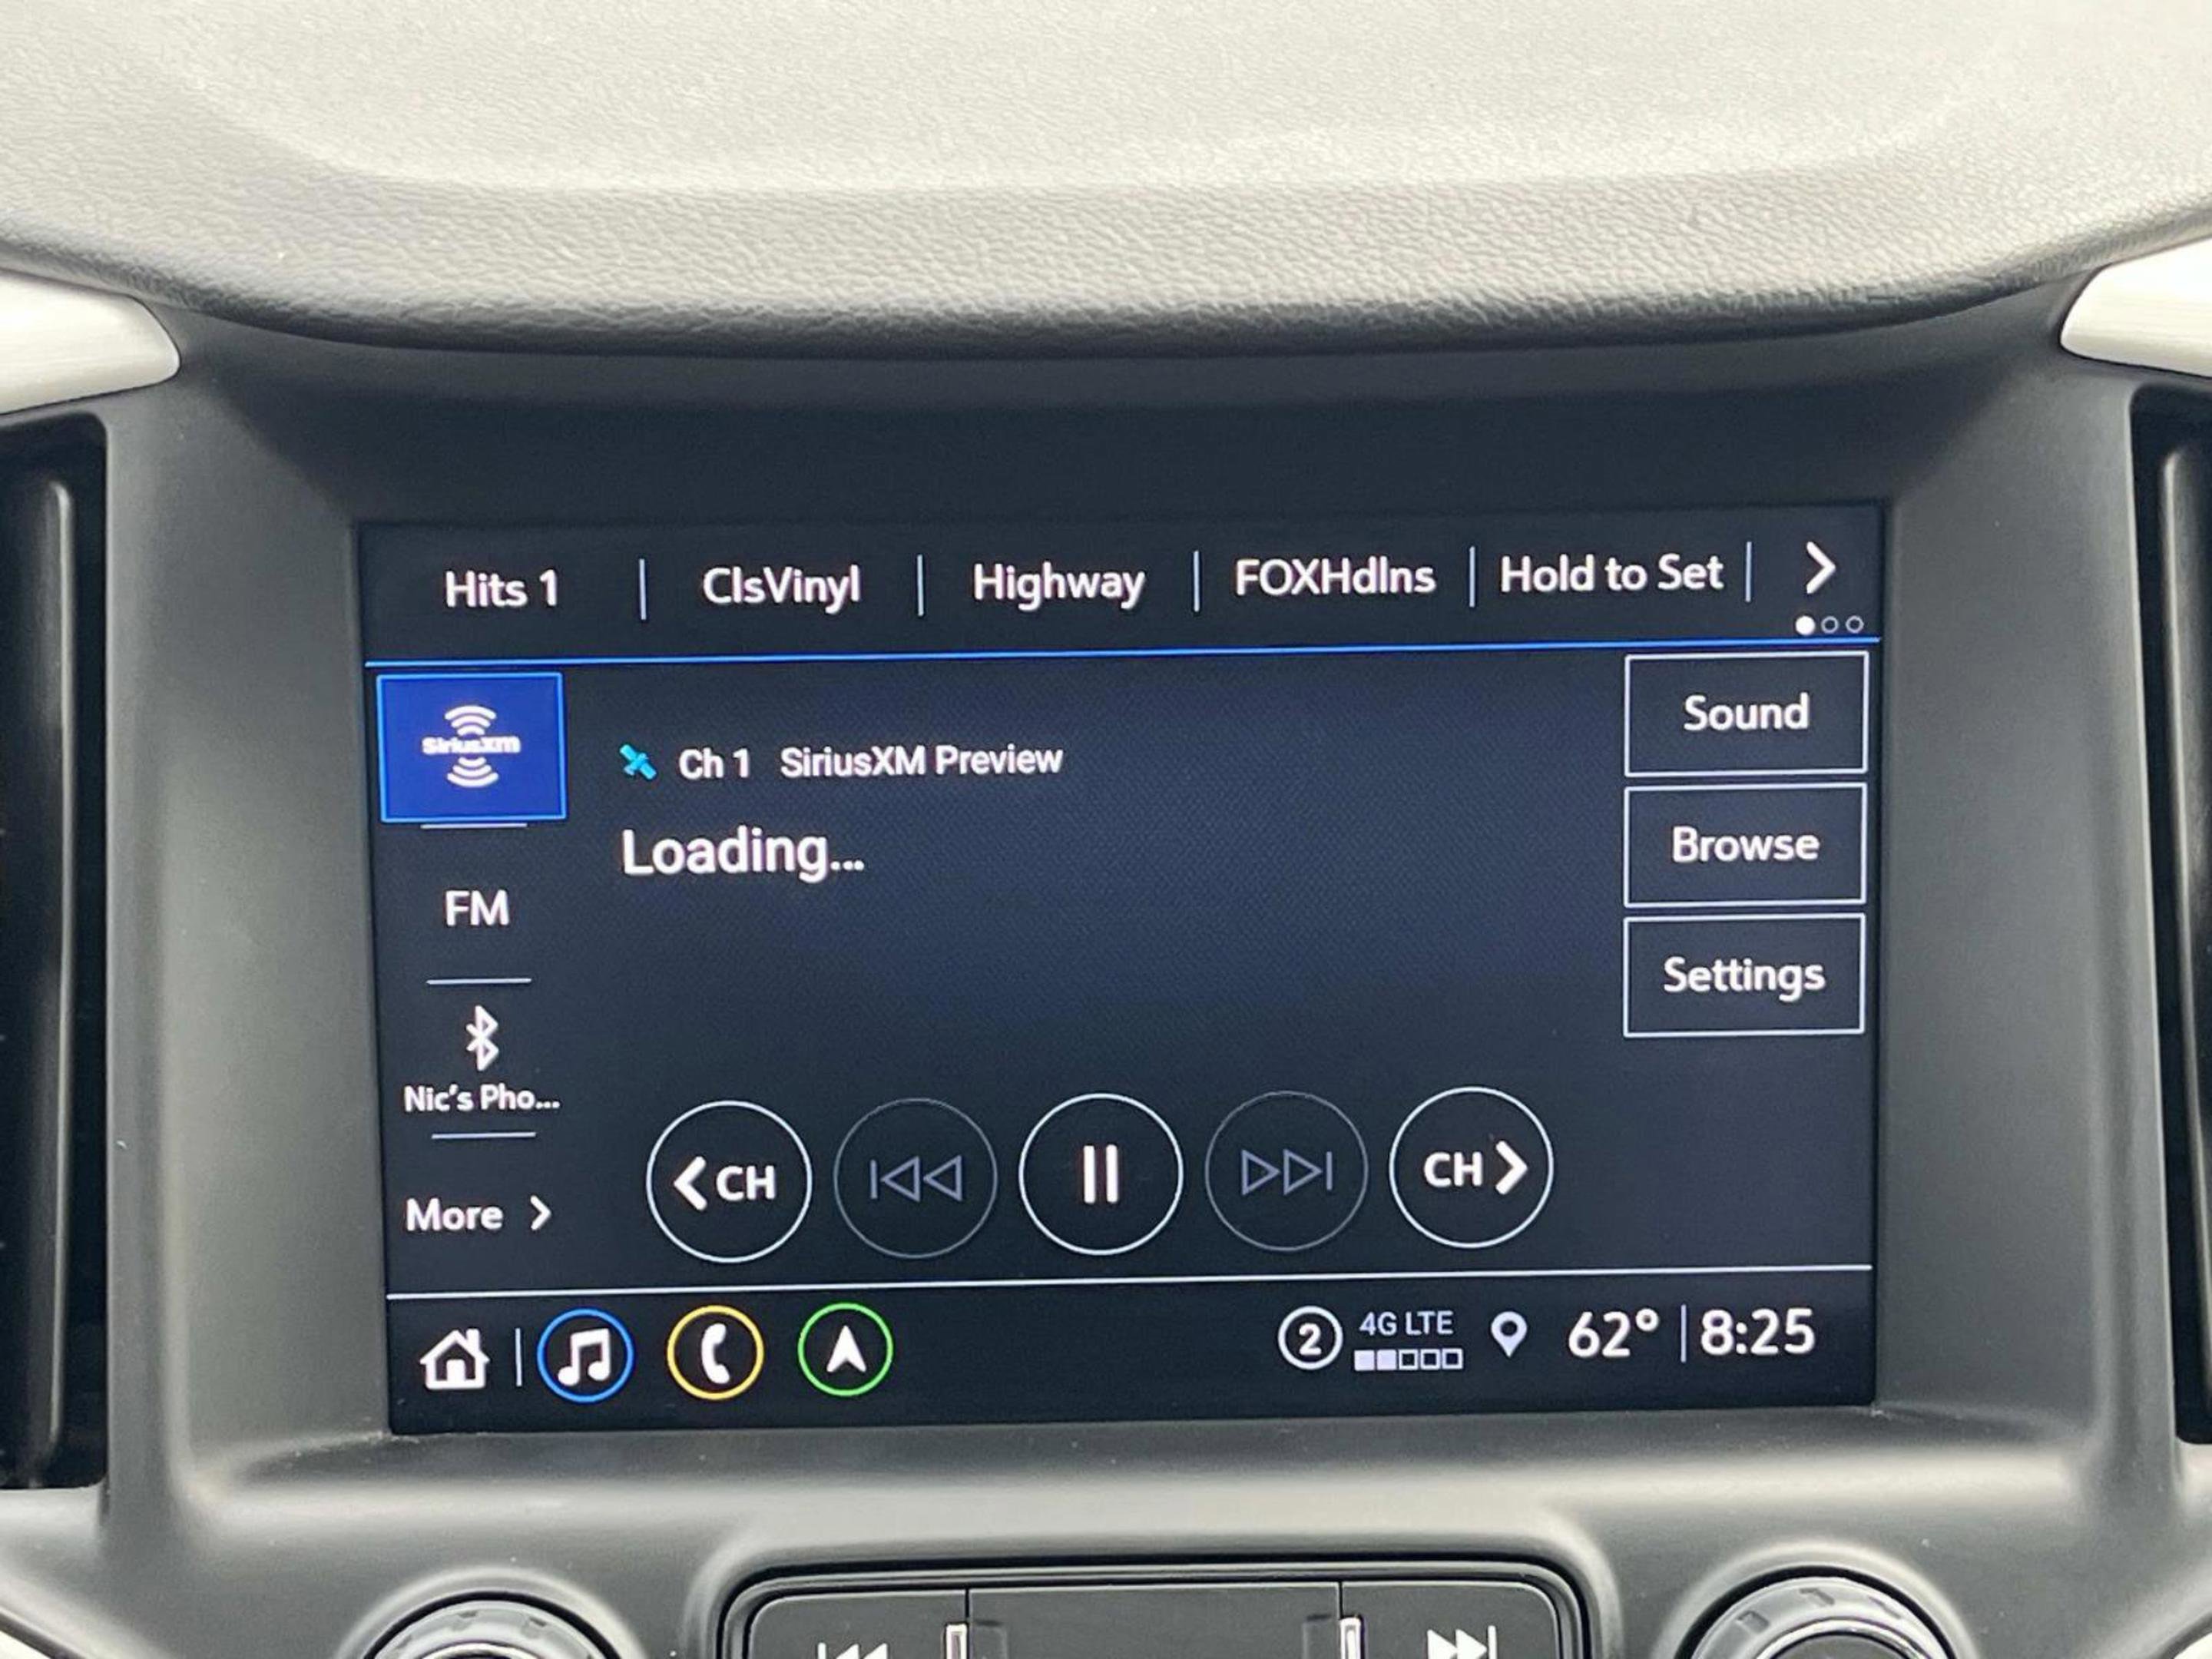 Hits 1 | ClsVinyl | Highway | FOXHdlns | Hold to Set |
SiriusXM
Ch 1 SiriusXM Preview
Loading...
Sound
Browse
Settings
FM
Nic's Pho...
More
CH
CH
2 4G LTE 62° | 8:25